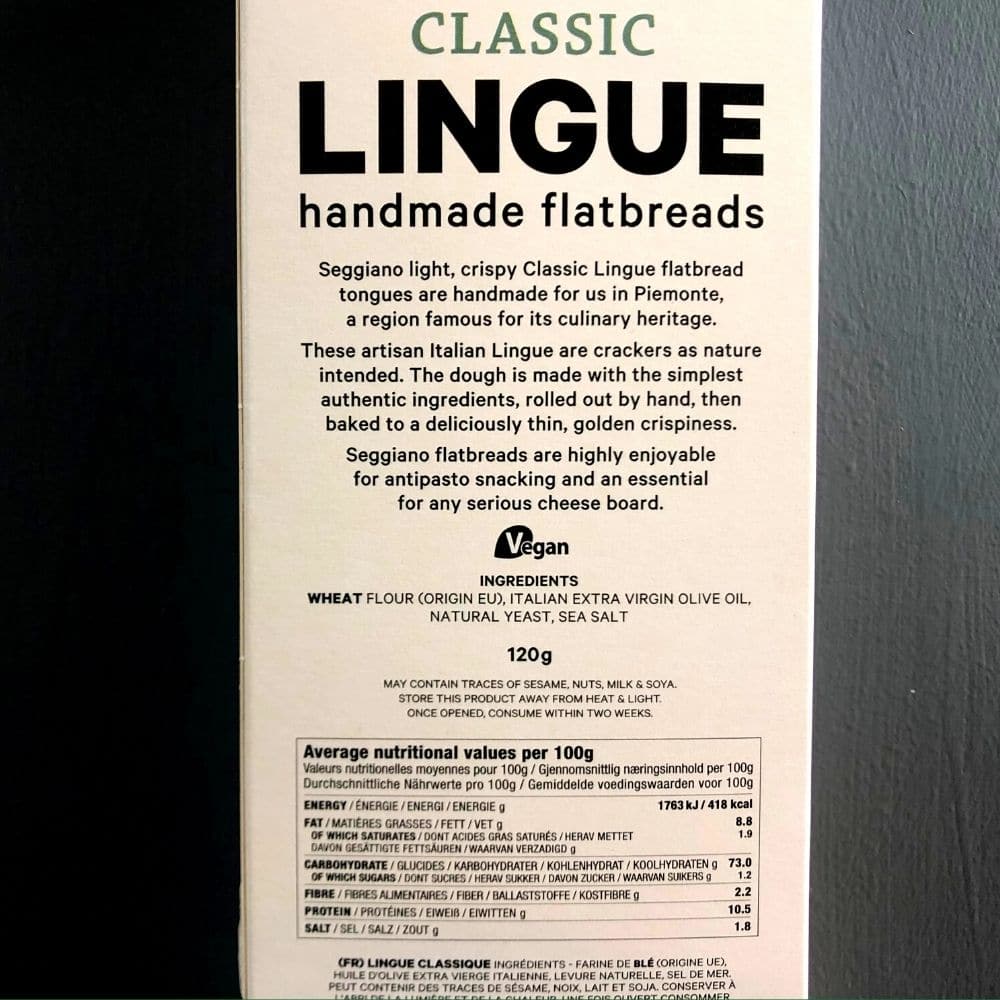 CLASSIC
LINGUE
handmade flatbreads
Seggiano light, crispy Classic Lingue flatbread
tongues are handmade for us in Piemonte,
a region famous for its culinary heritage.
These artisan Italian Lingue are crackers as nature
intended. The dough is made with the simplest
authentic ingredients, rolled out by hand, then
baked to a deliciously thin, golden crispiness.
Seggiano flatbreads are highly enjoyable
for antipasto snacking and an essential
for any serious cheese board.
Vegan
INGREDIENTS
WHEAT FLOUR (ORIGIN EU), ITALIAN EXTRA VIRGIN OLIVE OIL,
NATURAL YEAST, SEA SALT
120g
MAY CONTAIN TRACES OF SESAME, NUTS, MILK & SOYA.
STORE THIS PRODUCT AWAY FROM HEAT & LIGHT.
ONCE OPENED, CONSUME WITHIN TWO WEEKS.
Average nutritional values per 100g
Valeurs nutritionelles moyennes pour 100g / Gjennomsnittlig næringsinnhold per 100g
Durchschnittliche Nährwerte pro 100g / Gemiddelde voedingswaarden voor 100g
ENERGY / ÉNERGIE / ENERGI / ENERGIE g 1763 kJ / 418 kcal
FAT / MATIÈRES GRASSES / FETT / VET g 8.8
OF WHICH SATURATES / DONT ACIDES GRAS SATURÉS / HERAV METTET 1.9
DAVON GESÄTTIGTE FETTSÄUREN / WAARVAN VERZADIGD g
CARBOHYDRATE / GLUCIDES / KARBOHYDRATER / KOHLENHYDRAT / KOOLHYDRATEN g 73.0
OF WHICH SUGARS / DONT SUCRES / HERAV SUKKER / DAVON ZUCKER / WAARVAN SUIKERS g 1.2
FIBRE / FIBRES ALIMENTAIRES / FIBER / BALLASTSTOFFE / KOSTFIBRE g 2.2
PROTEIN / PROTÉINES / EIWEIß / EIWITTEN g 10.5
SALT / SEL / SALZ / ZOUT g 1.8
(FR) LINGUE CLASSIQUE INGRÉDIENTS - FARINE DE BLÉ (ORIGINE UE),
HUILE D'OLIVE EXTRA VIERGE ITALIENNE, LEVURE NATURELLE, SEL DE MER.
PEUT CONTENIR DES TRACES DE SÉSAME, NOIX, LAIT ET SOJA. CONSERVER À
L'ABRI DE LA LUMIÈRE ET DE LA CHALEUR. UNE FOIS OUVERT CONSOMMER